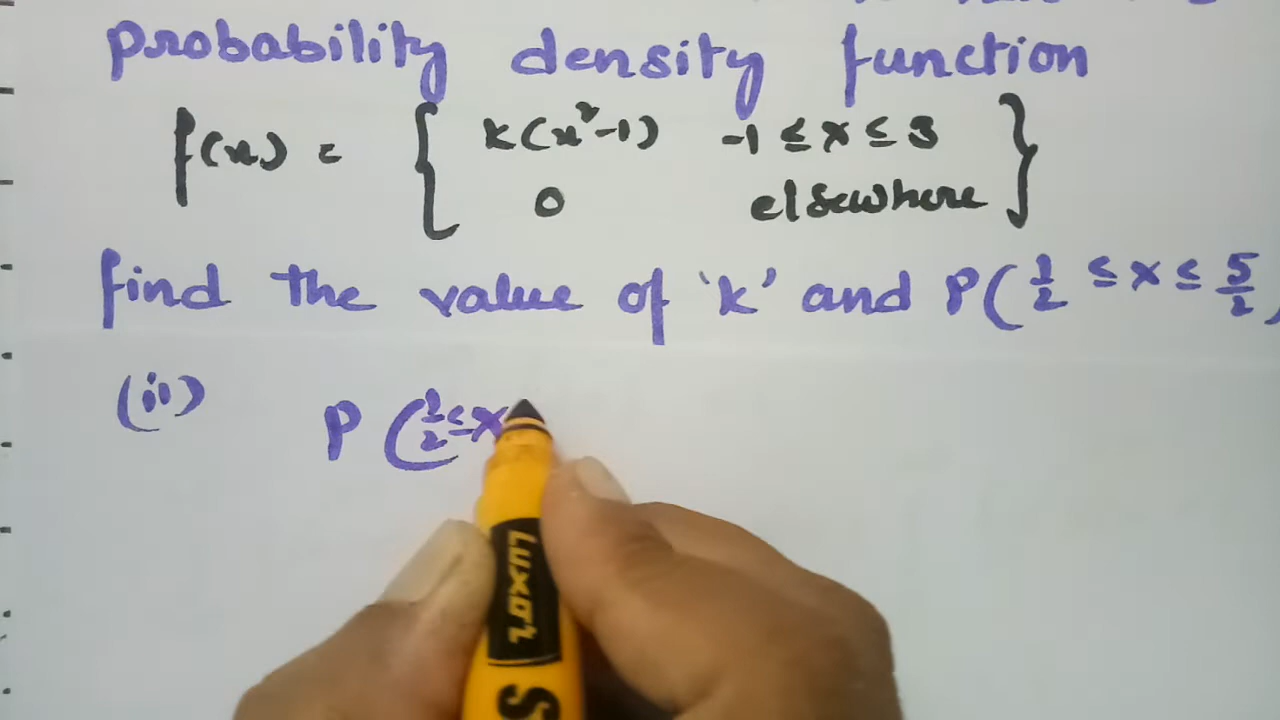 probability density function
f(x) = { k(x²-1) -1 ≤ x ≤ 3
0 elsewhere }
find the value of 'k' and P( 1/2 ≤ x ≤ 5/2 )
(ii) P ( 1/2 ≤ x
LUXOR